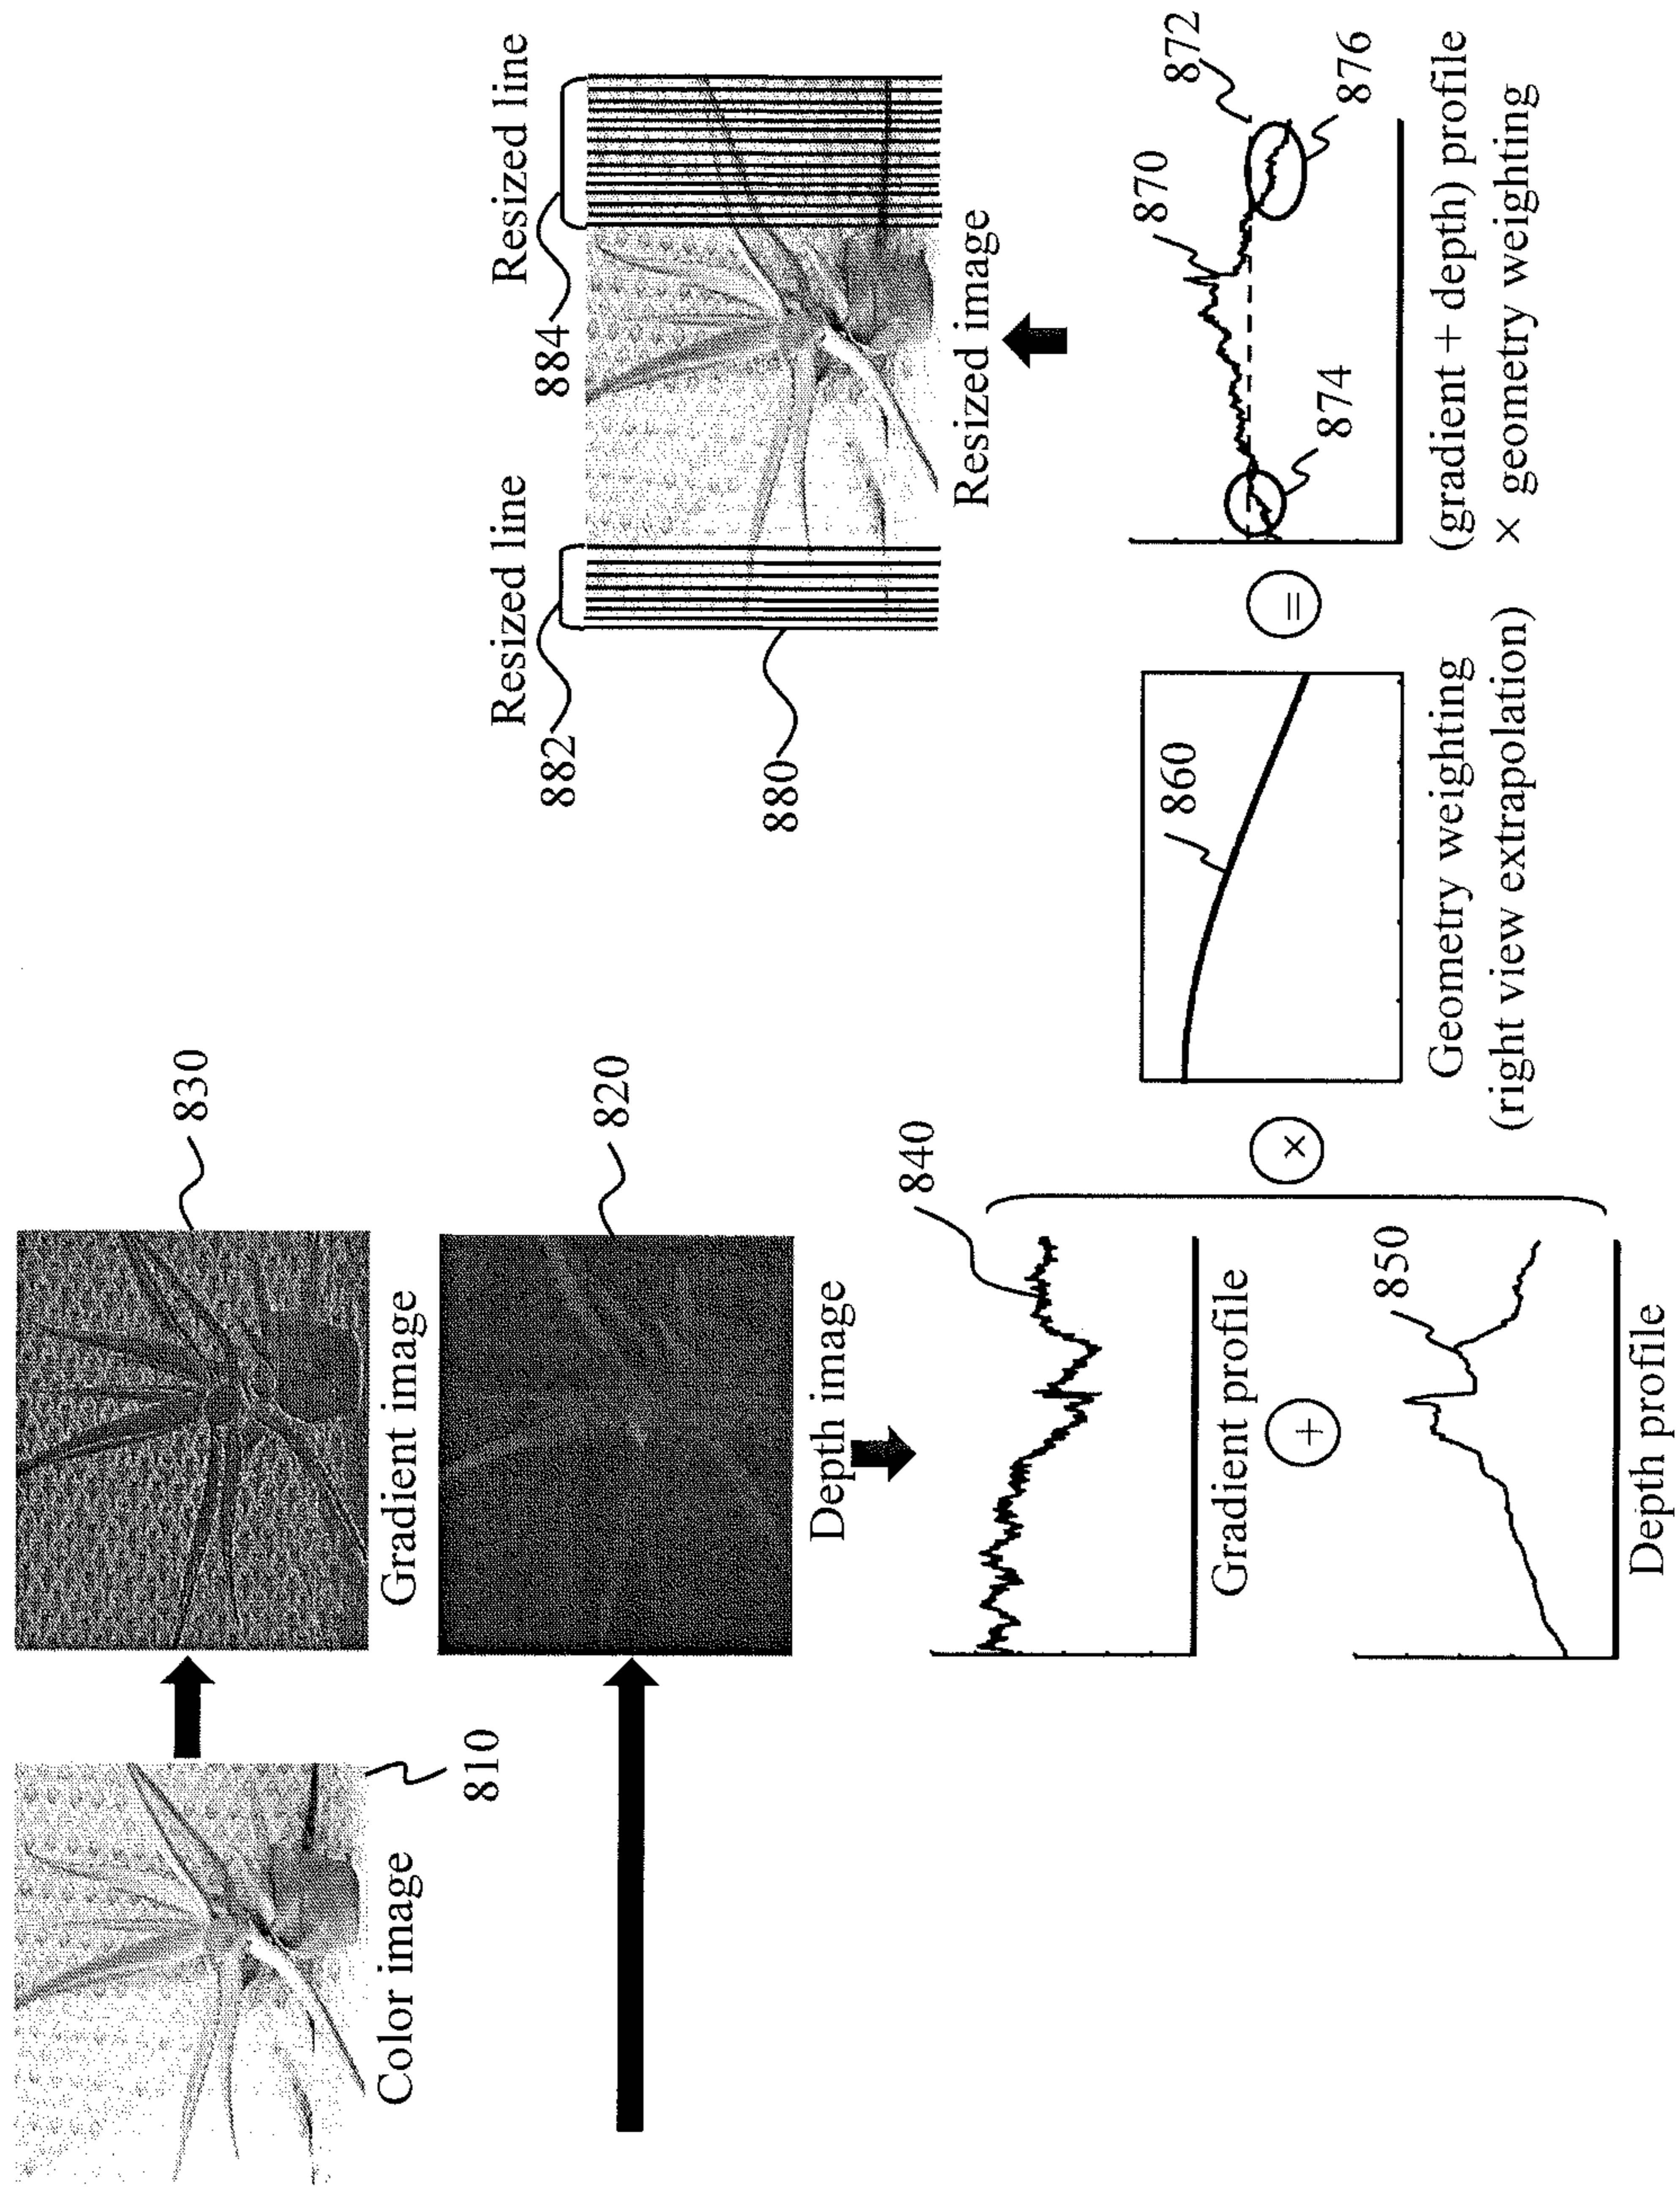 810
Color image
830
Gradient image
820
Depth image
840
Gradient profile
+
850
Depth profile
×
860
Geometry weighting
(right view extrapolation)
=
870
872
874
876
(gradient + depth) profile
× geometry weighting
Resized line
Resized line
882
884
880
Resized image